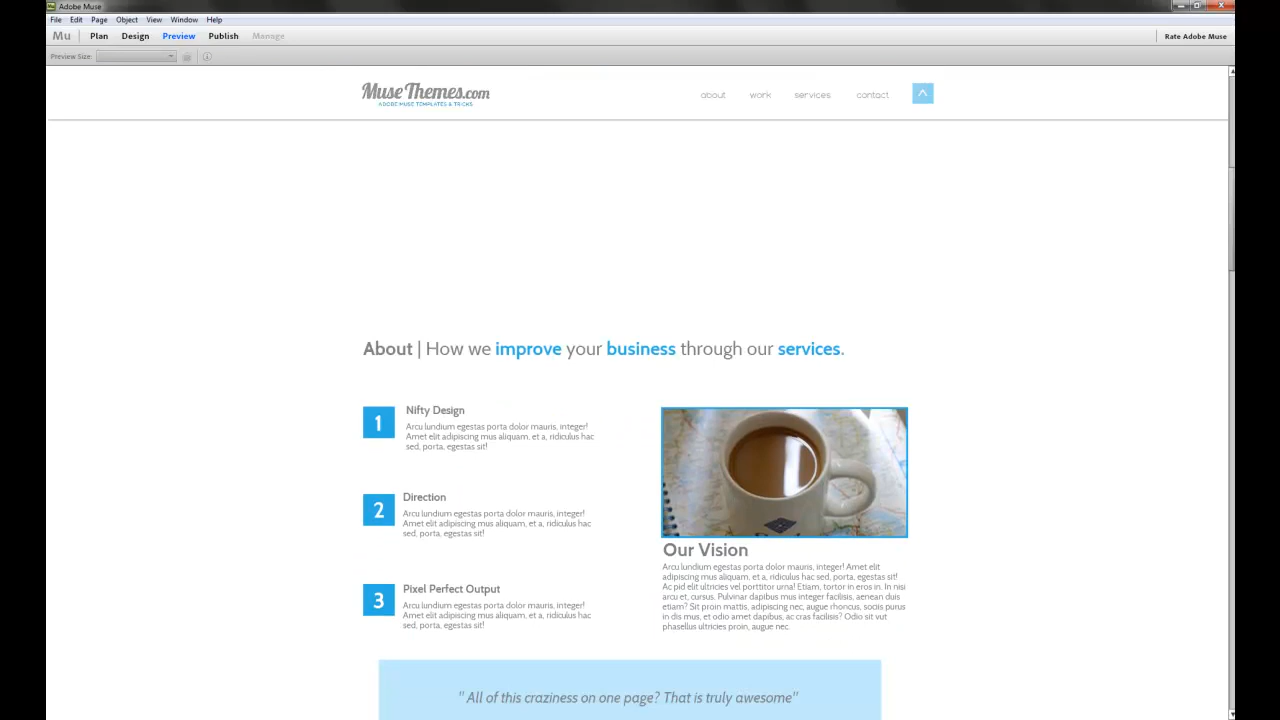 Mu Adobe Muse
File Edit Page Object View Window Help
Mu Plan Design Preview Publish Manage Rate Adobe Muse
Preview Size:
MuseThemes.com
ADOBE MUSE TEMPLATES & TRICKS
about work services contact
About | How we improve your business through our services.
1 Nifty Design
Arcu lundium egestas porta dolor mauris, integer!
Amet elit adipiscing mus aliquam, et a, ridiculus hac
sed, porta, egestas sit!
2 Direction
Arcu lundium egestas porta dolor mauris, integer!
Amet elit adipiscing mus aliquam, et a, ridiculus hac
sed, porta, egestas sit!
3 Pixel Perfect Output
Arcu lundium egestas porta dolor mauris, integer!
Amet elit adipiscing mus aliquam, et a, ridiculus hac
sed, porta, egestas sit!
Our Vision
Arcu lundium egestas porta dolor mauris, integer! Amet elit
adipiscing mus aliquam, et a, ridiculus hac sed, porta, egestas sit!
Ac pid elit ultricies vel porttitor urna! Etiam, tortor in eros in. In nisi
arcu et, cursus. Pulvinar dapibus mus integer facilisis, aenean duis
etiam? Sit proin mattis, adipiscing nec, augue rhoncus, sociis purus
in dis mus, et odio amet dapibus, ac cras facilisis? Odio sit vut
phasellus ultricies proin, augue nec.
" All of this craziness on one page? That is truly awesome"